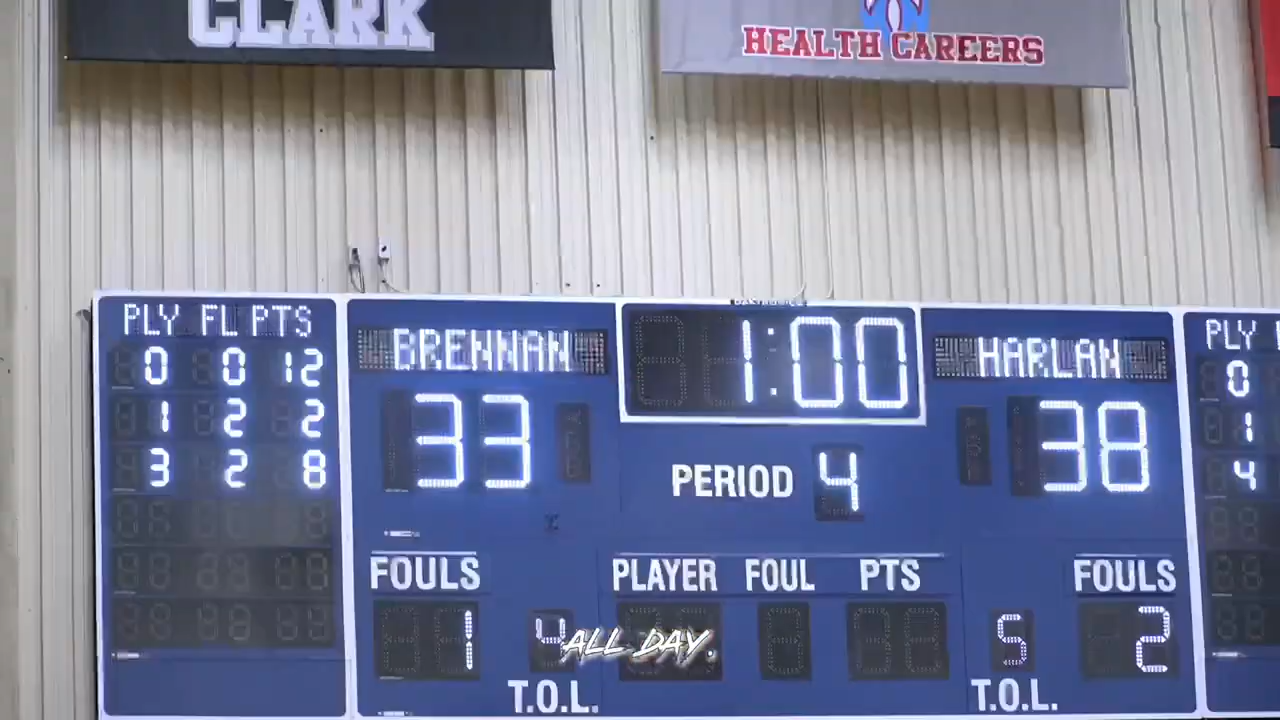 CLARK
HEALTH CAREERS
DAKTRONICS
PLY FL PTS
0 0 12
1 2 2
3 2 8
BRENNAN
33
1:00
PERIOD 4
HARLAN
38
PLY
0
1
4
FOULS
1
4
T.O.L.
PLAYER FOUL PTS
ALL DAY.
5
T.O.L.
FOULS
2